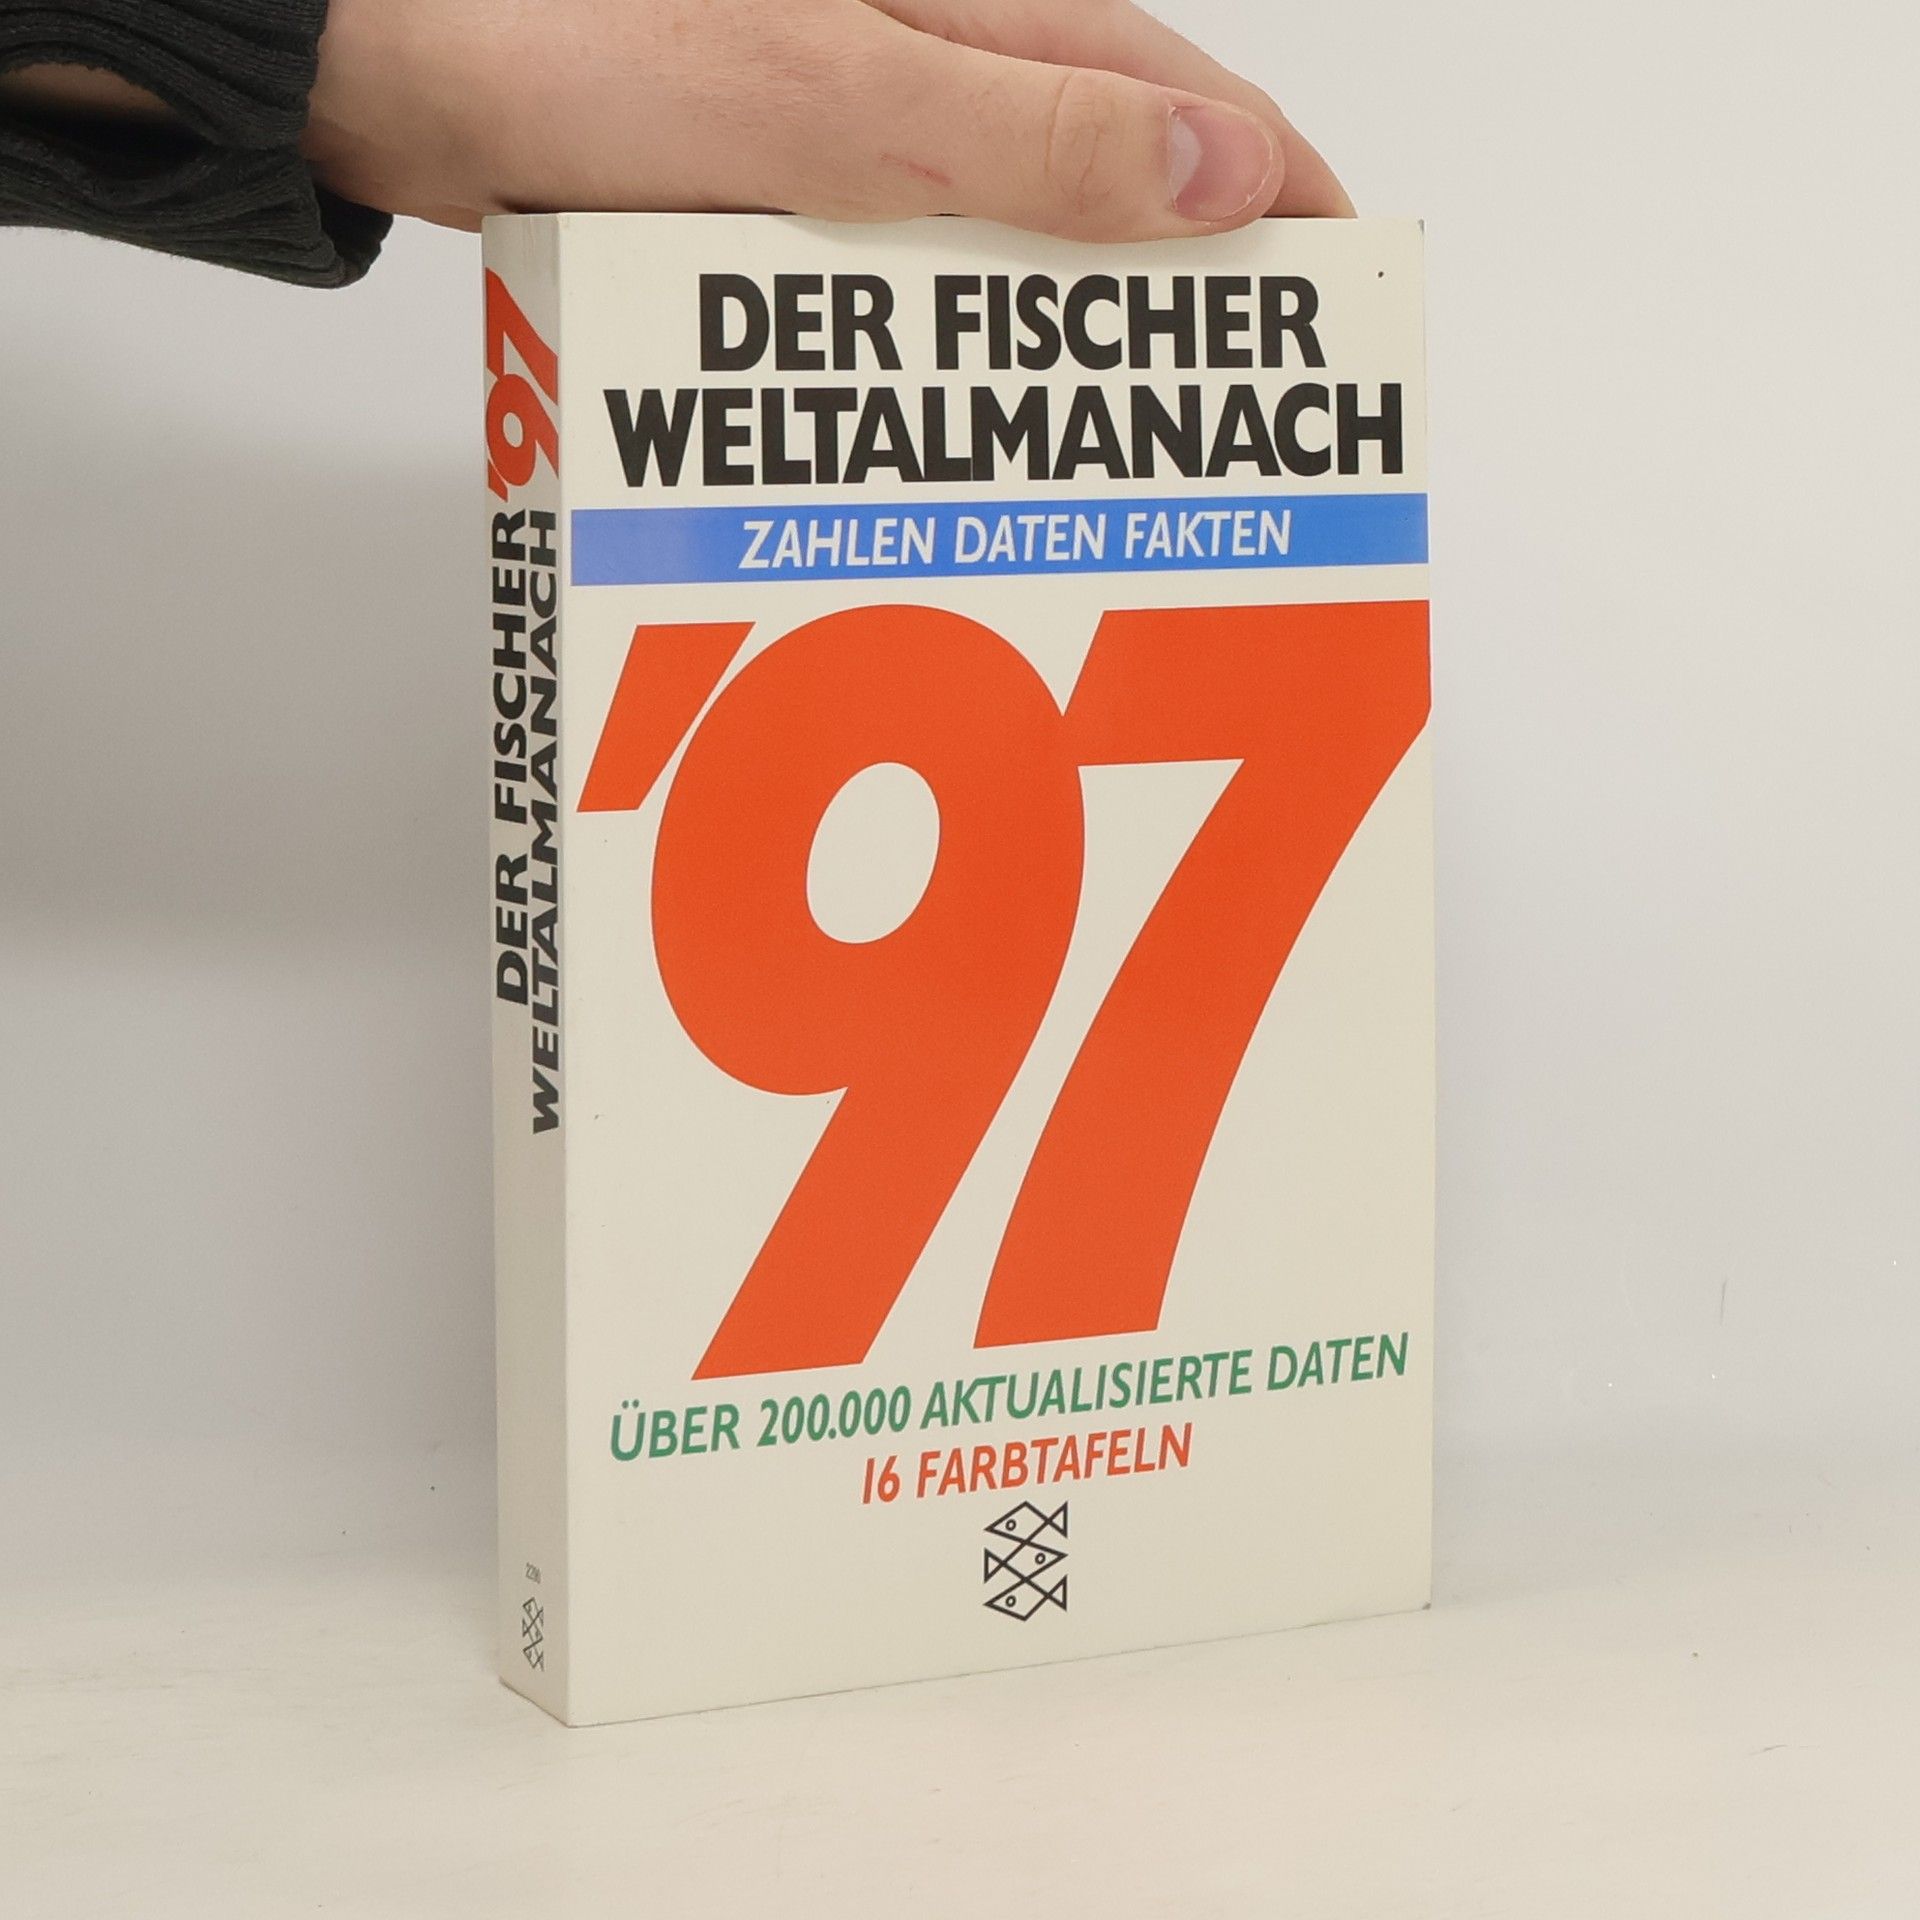 DER FISCHER
WELTALMANACH
ZAHLEN DATEN FAKTEN
'97
ÜBER 200.000 AKTUALISIERTE DATEN
16 FARBTAFELN
DER FISCHER
WELTALMANACH
'97